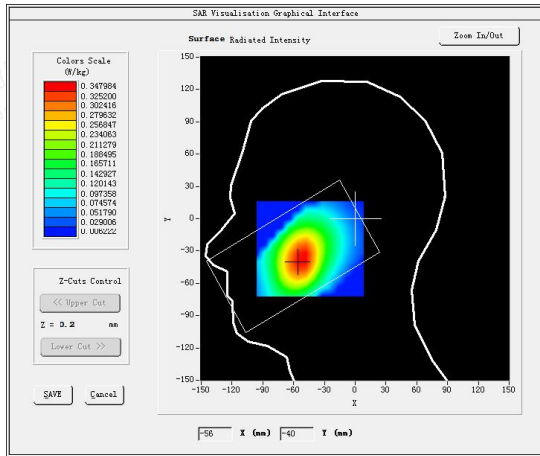 SAR Visualisation Graphical Interface
Surface Radiated Intensity
Zoom In/Out
Colors Scale
(W/kg)
0.347984
0.325200
0.302416
0.279632
0.256847
0.234063
0.211279
0.188495
0.165711
0.142927
0.120143
0.097358
0.074574
0.051790
0.029006
0.006222
150
120
90
60
30
Y
0
-30
-60
-90
-120
-150
-150 -120 -90 -60 -30 0 30 60 90 120 150
X
Z-Cuts Control
<< Upper Cut
Z = 0.2 mm
Lower Cut >>
SAVE Cancel
-56 X (mm) -40 Y (mm)